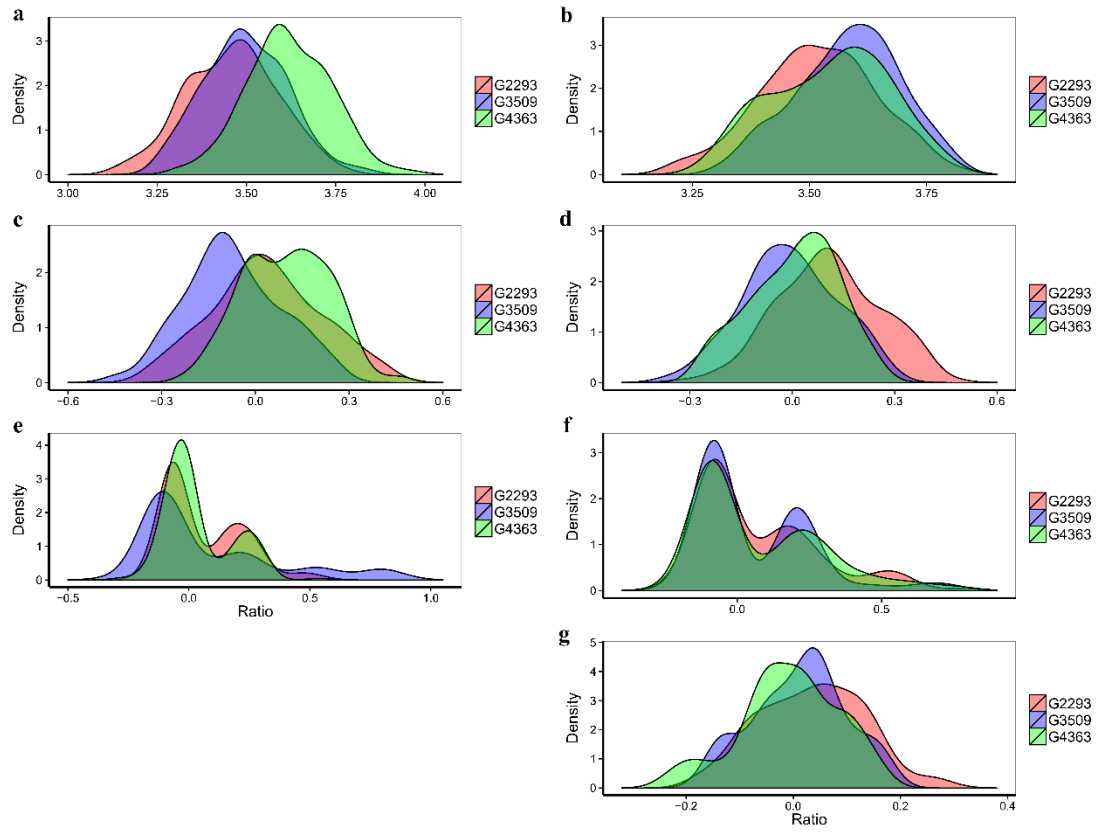 a
Density
3
2
1
0
3.00
3.25
3.50
3.75
4.00
G2293
G3509
G4363
b
Density
3
2
1
0
3.25
3.50
3.75
G2293
G3509
G4363
c
Density
2
1
0
−0.6
−0.3
0.0
0.3
0.6
G2293
G3509
G4363
d
Density
3
2
1
0
−0.3
0.0
0.3
0.6
G2293
G3509
G4363
e
Density
4
3
2
1
0
−0.5
0.0
0.5
1.0
Ratio
G2293
G3509
G4363
f
Density
3
2
1
0
0.0
0.5
G2293
G3509
G4363
g
Density
5
4
3
2
1
0
−0.2
0.0
0.2
0.4
Ratio
G2293
G3509
G4363